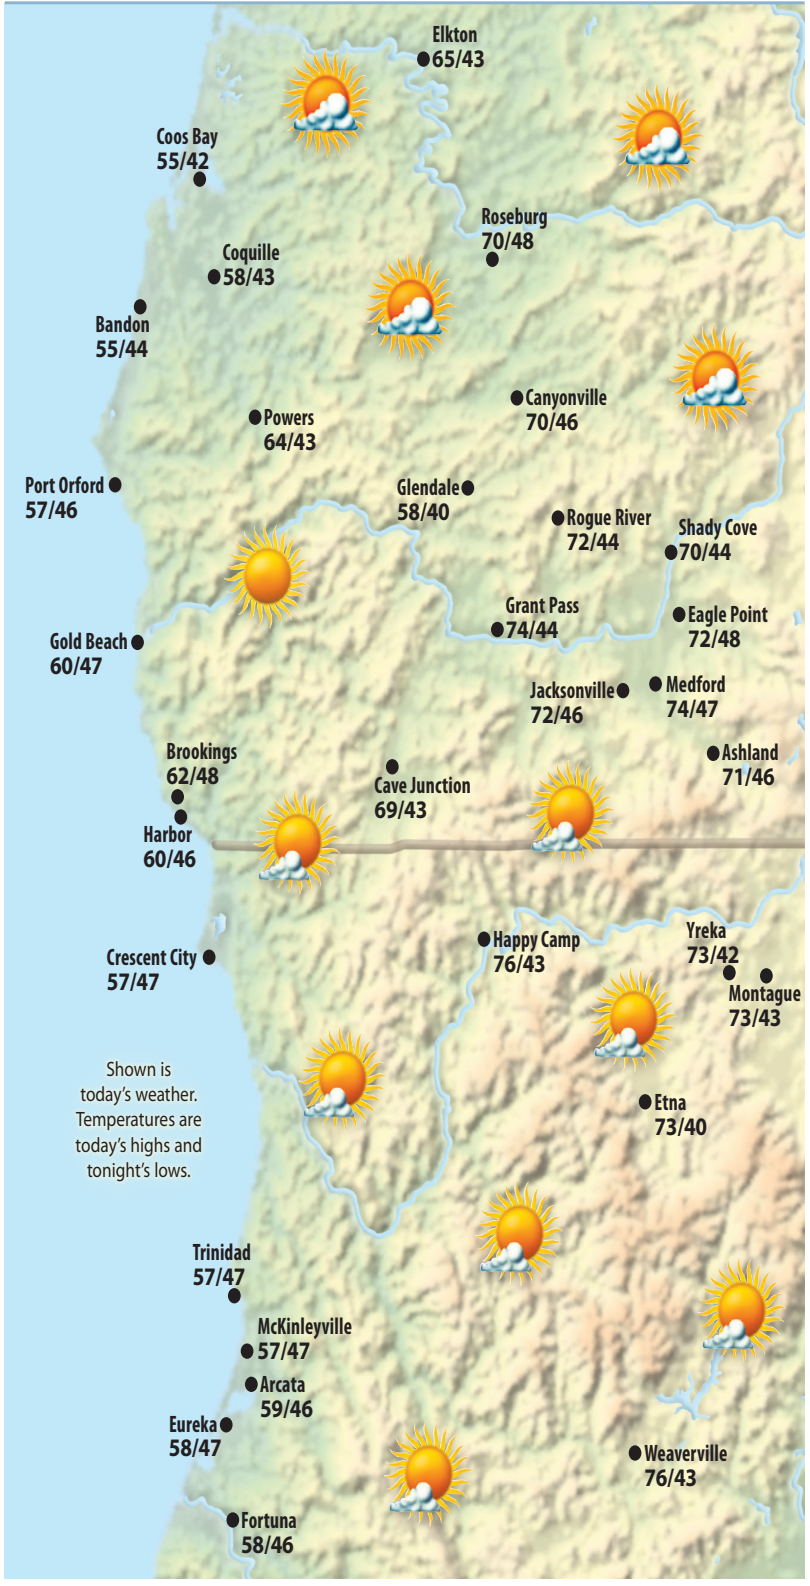 Elkton
65/43
Coos Bay
55/42
Roseburg
70/48
Coquille
58/43
Bandon
55/44
Canyonville
70/46
Powers
64/43
Port Orford
57/46
Glendale
58/40
Rogue River
72/44
Shady Cove
70/44
Grant Pass
74/44
Eagle Point
72/48
Gold Beach
60/47
Jacksonville
72/46
Medford
74/47
Brookings
62/48
Cave Junction
69/43
Ashland
71/46
Harbor
60/46
Crescent City
57/47
Happy Camp
76/43
Yreka
73/42
Montague
73/43
Shown is
today's weather.
Temperatures are
today's highs and
tonight's lows.
Etna
73/40
Trinidad
57/47
McKinleyville
57/47
Arcata
59/46
Eureka
58/47
Weaverville
76/43
Fortuna
58/46